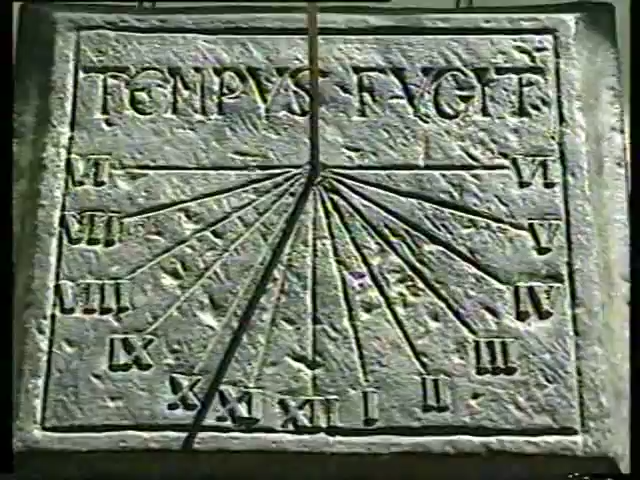 TEMPVS FVGIT
VI VI
VII V
VIII IV
IX III
X XI XII I II